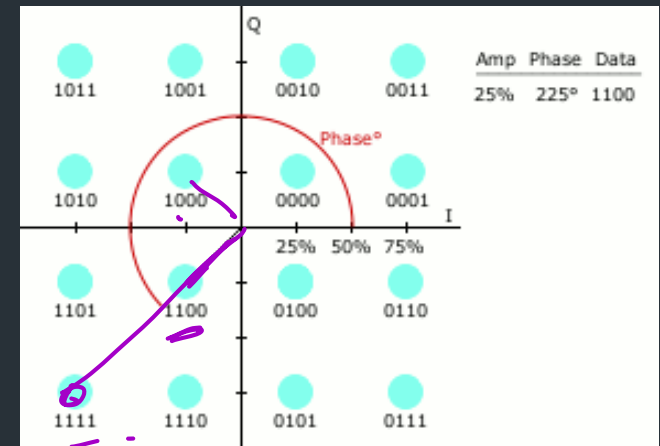 Q
Amp Phase Data
1011 1001 0010 0011
25% 225° 1100
Phase°
1010 1000 0000 0001
I
25% 50% 75%
1101 1100 0100 0110
1111 1110 0101 0111